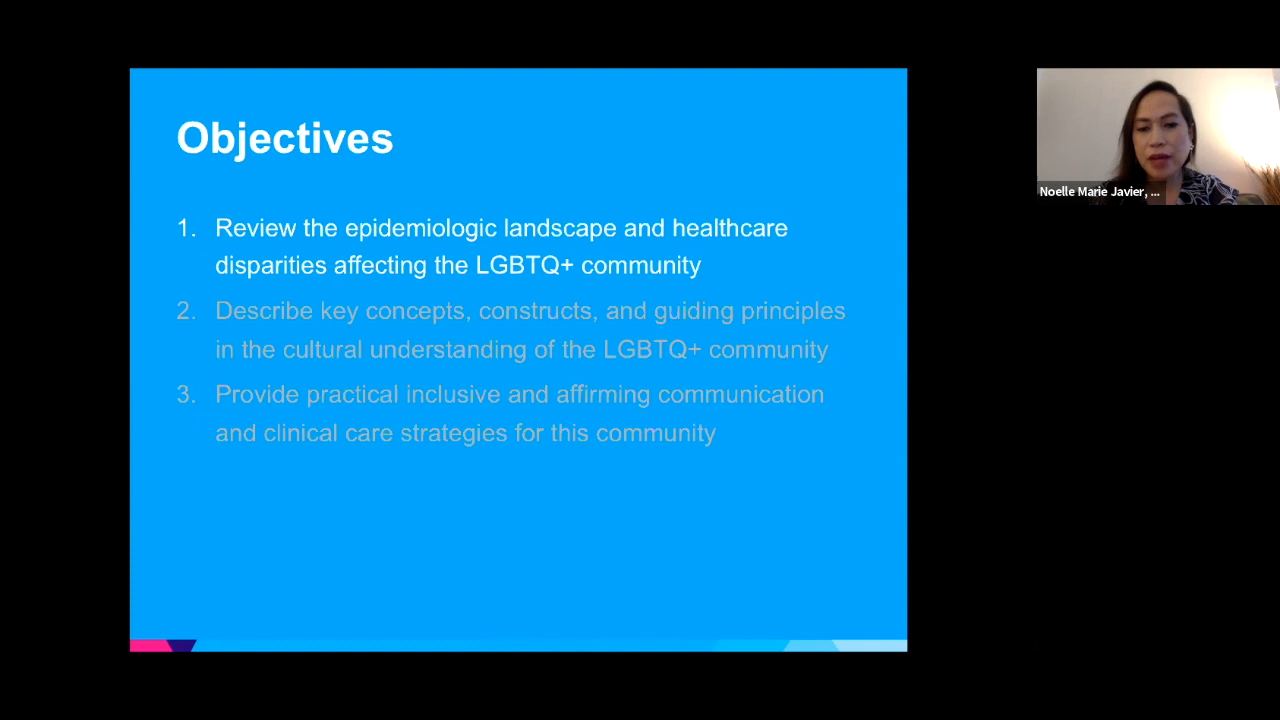 Objectives
1. Review the epidemiologic landscape and healthcare
disparities affecting the LGBTQ+ community
2. Describe key concepts, constructs, and guiding principles
in the cultural understanding of the LGBTQ+ community
3. Provide practical inclusive and affirming communication
and clinical care strategies for this community
Noelle Marie Javier, ...